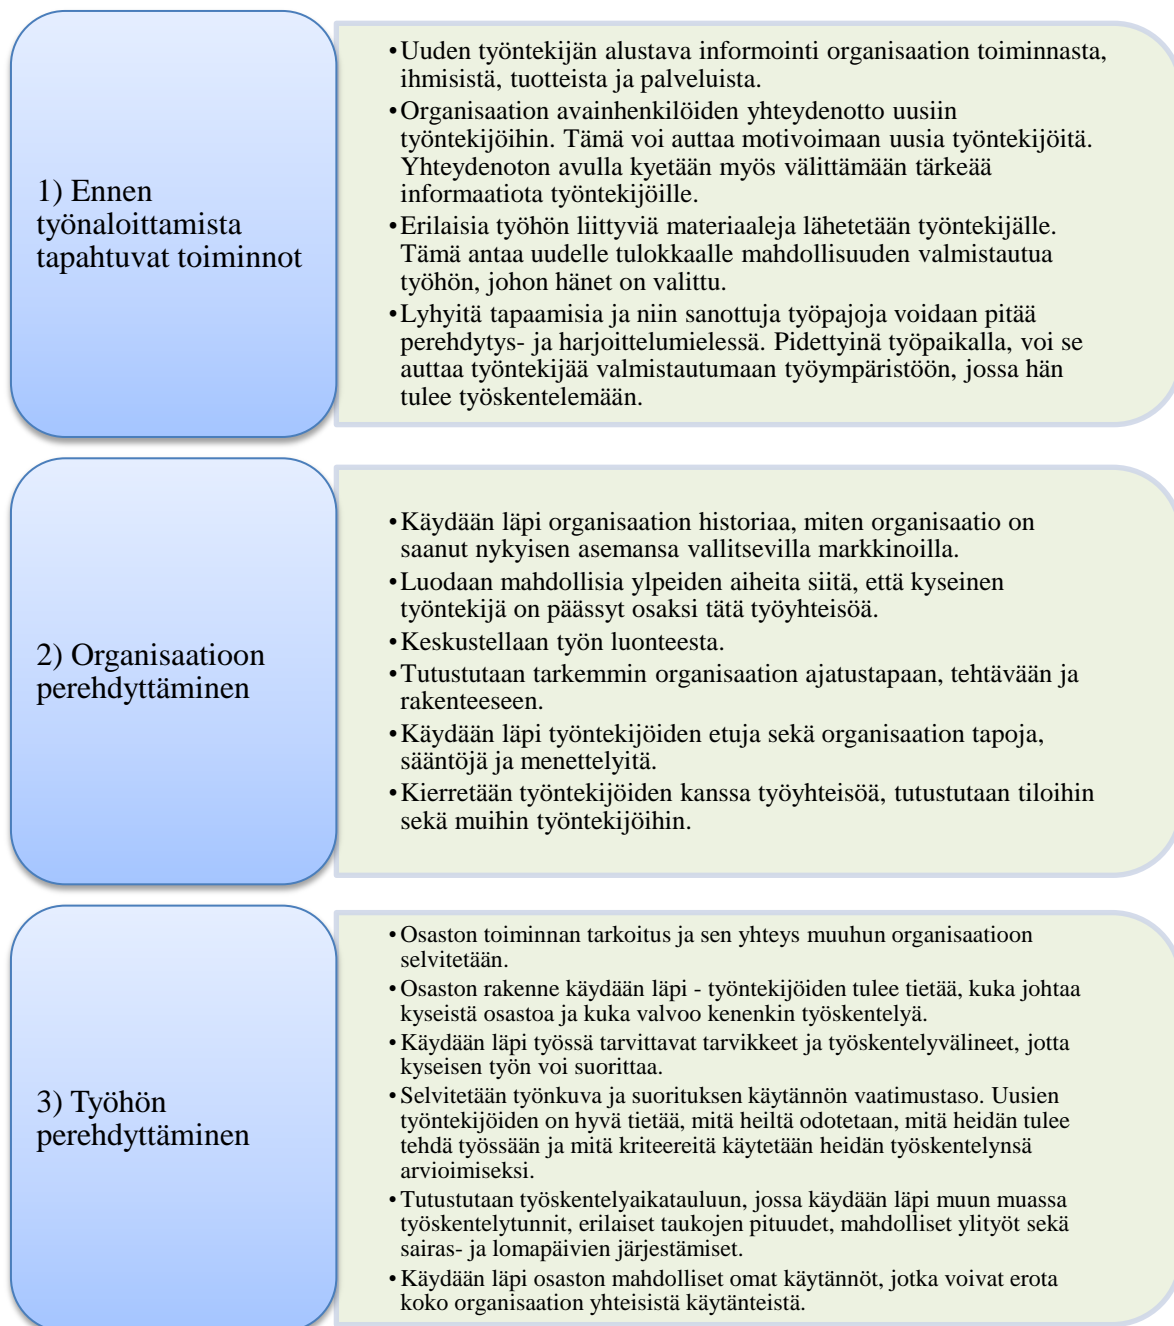 1) Ennen
työnaloittamista
tapahtuvat toiminnot
•Uuden työntekijän alustava informointi organisaation toiminnasta,
ihmisistä, tuotteista ja palveluista.
•Organisaation avainhenkilöiden yhteydenotto uusiin
työntekijöihin. Tämä voi auttaa motivoimaan uusia työntekijöitä.
Yhteydenoton avulla kyetään myös välittämään tärkeää
informaatiota työntekijöille.
•Erilaisia työhön liittyviä materiaaleja lähetetään työntekijälle.
Tämä antaa uudelle tulokkaalle mahdollisuuden valmistautua
työhön, johon hänet on valittu.
•Lyhyitä tapaamisia ja niin sanottuja työpajoja voidaan pitää
perehdytys- ja harjoittelumielessä. Pidettyinä työpaikalla, voi se
auttaa työntekijää valmistautumaan työympäristöön, jossa hän
tulee työskentelemään.
2) Organisaatioon
perehdyttäminen
•Käydään läpi organisaation historiaa, miten organisaatio on
saanut nykyisen asemansa vallitsevilla markkinoilla.
•Luodaan mahdollisia ylpeiden aiheita siitä, että kyseinen
työntekijä on päässyt osaksi tätä työyhteisöä.
•Keskustellaan työn luonteesta.
•Tutustutaan tarkemmin organisaation ajatustapaan, tehtävään ja
rakenteeseen.
•Käydään läpi työntekijöiden etuja sekä organisaation tapoja,
sääntöjä ja menettelyitä.
•Kierretään työntekijöiden kanssa työyhteisöä, tutustutaan tiloihin
sekä muihin työntekijöihin.
3) Työhön
perehdyttäminen
•Osaston toiminnan tarkoitus ja sen yhteys muuhun organisaatioon
selvitetään.
•Osaston rakenne käydään läpi - työntekijöiden tulee tietää, kuka johtaa
kyseistä osastoa ja kuka valvoo kenenkin työskentelyä.
•Käydään läpi työssä tarvittavat tarvikkeet ja työskentelyvälineet, jotta
kyseisen työn voi suorittaa.
•Selvitetään työnkuva ja suorituksen käytännön vaatimustaso. Uusien
työntekijöiden on hyvä tietää, mitä heiltä odotetaan, mitä heidän tulee
tehdä työssään ja mitä kriteereitä käytetään heidän työskentelynsä
arvioimiseksi.
•Tutustutaan työskentelyaikatauluun, jossa käydään läpi muun muassa
työskentelytunnit, erilaiset taukojen pituudet, mahdolliset ylityöt sekä
sairas- ja lomapäivien järjestämiset.
•Käydään läpi osaston mahdolliset omat käytännöt, jotka voivat erota
koko organisaation yhteisistä käytänteistä.